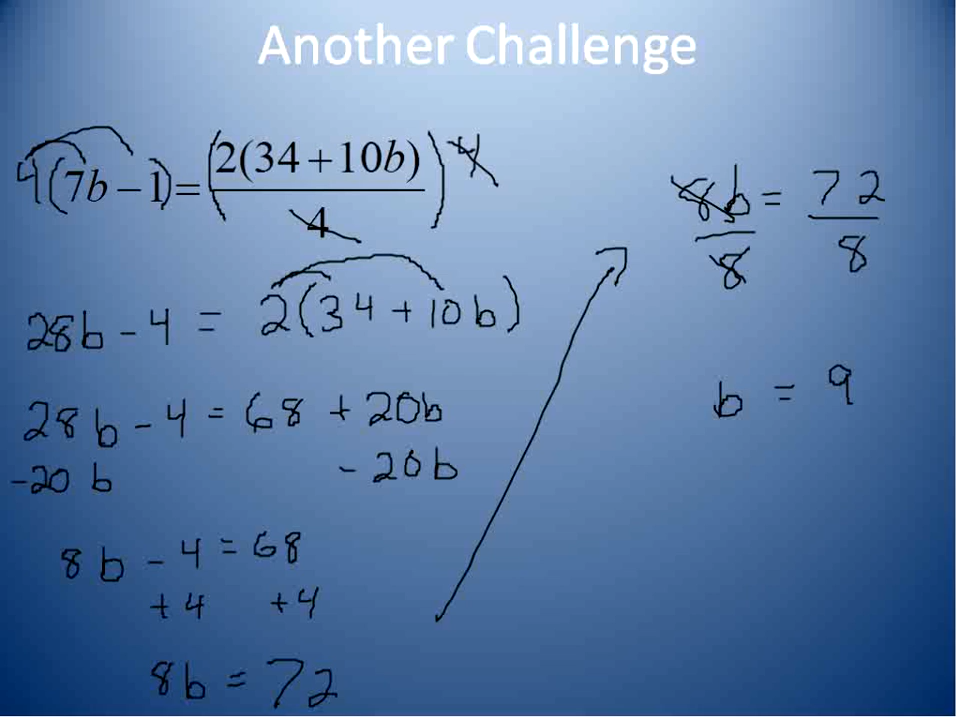 Another Challenge
4(7b − 1) = (2(34 + 10b)/4) 4
28b − 4 = 2(34 + 10b)
28b − 4 = 68 + 20b
−20b − 20b
8b − 4 = 68
+4 +4
8b = 72
8b/8 = 72/8
b = 9